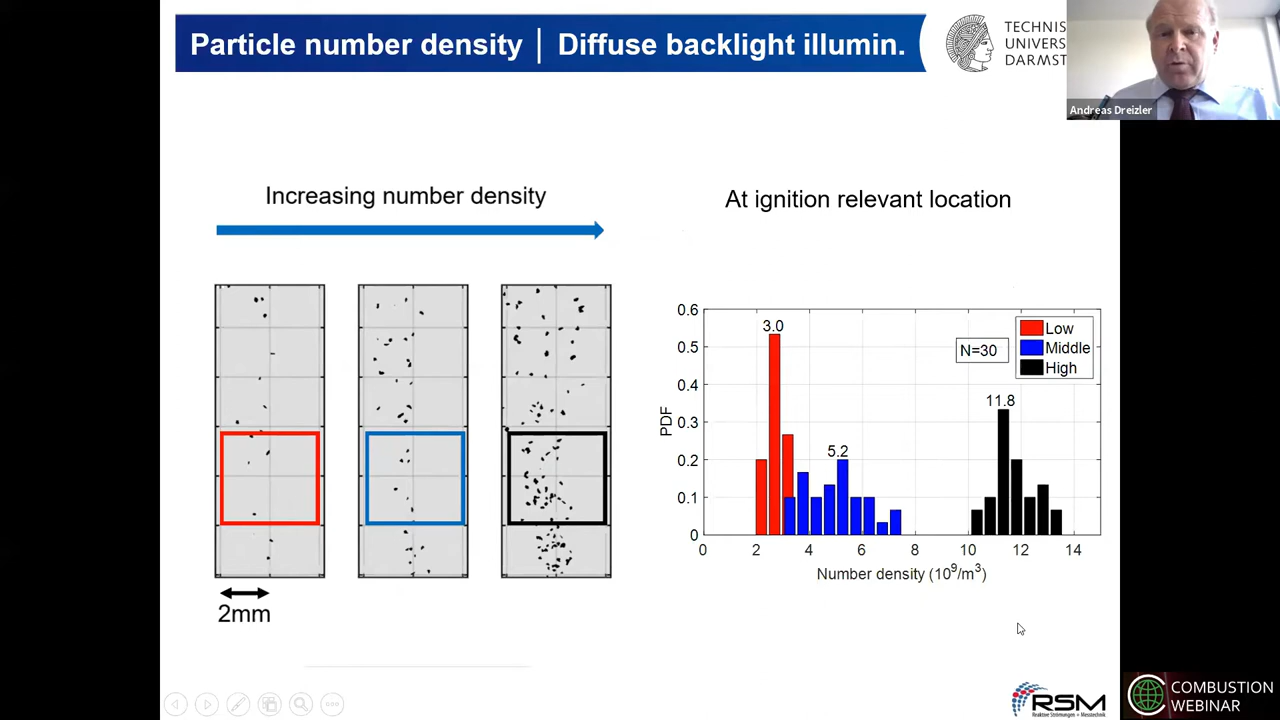 Particle number density | Diffuse backlight illumin.
TECHNIS
UNIVERS
DARMST
Andreas Dreizler
Increasing number density
At ignition relevant location
2mm
0.6
0.5
0.4
0.3
0.2
0.1
0
PDF
3.0
5.2
11.8
N=30
Low
Middle
High
0 2 4 6 8 10 12 14
Number density (10⁹/m³)
RSM
Reaktive Strömungen + Messtechnik
COMBUSTION
WEBINAR